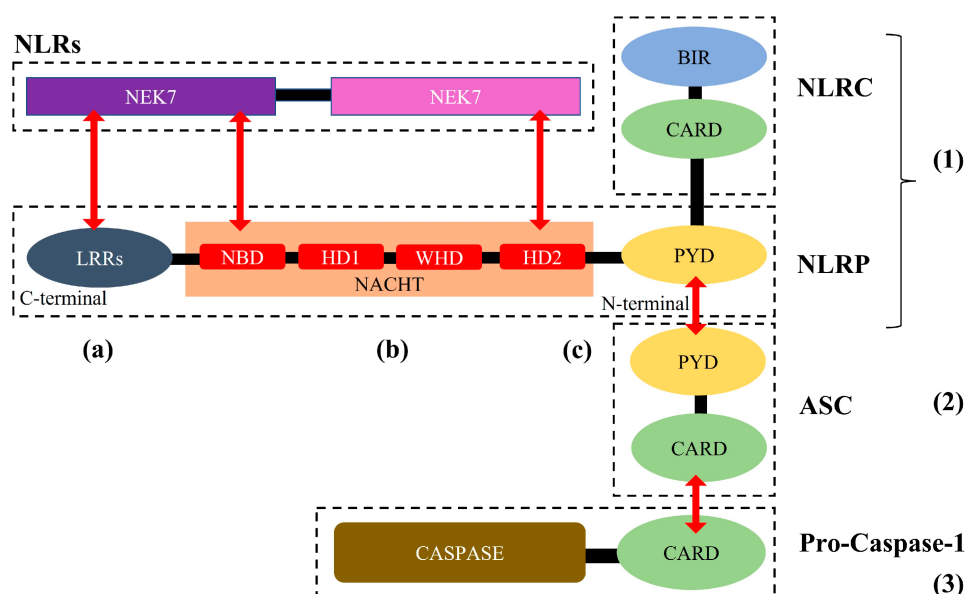 NLRs
BIR
NLRC
NEK7 NEK7
CARD
(1)
LRRs NBD HD1 WHD HD2 PYD NLRP
NACHT
C-terminal N-terminal
(a) (b) (c)
PYD
ASC (2)
CARD
Pro-Caspase-1
CASPASE CARD
(3)